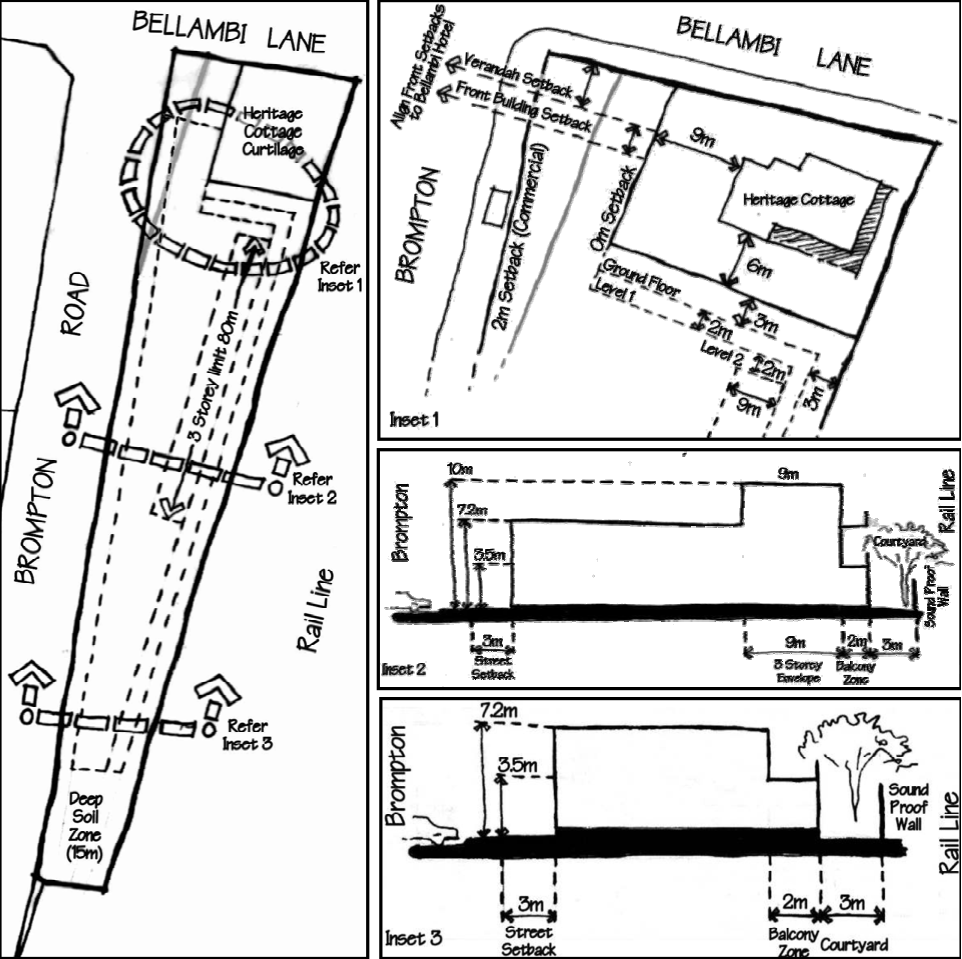 BELLAMBI LANE
Heritage
Cottage
Curtilage
Refer
Inset 1
ROAD
3 Storey limit 80m
Refer
Inset 2
BROMPTON
Rail Line
Refer
Inset 3
Deep
Soil
Zone
(15m)
BELLAMBI LANE
Align Front Setbacks
to Bellambi Hotel
Verandah Setback
Front Building Setback
BROMPTON
2m Setback (Commercial)
0m Setback
9m
Heritage Cottage
6m
Ground Floor
Level 1
3m
2m
Level 2
2m
9m
3m
Inset 1
10m
9m
Brompton
7.2m
3.5m
Rail Line
Courtyard
Sound Proof
Wall
3m
Street
Setback
9m
3 Storey
Envelope
2m
Balcony
Zone
3m
Inset 2
7.2m
Brompton
3.5m
Sound
Proof
Wall
Rail Line
3m
Street
Setback
2m
Balcony
Zone
3m
Courtyard
Inset 3